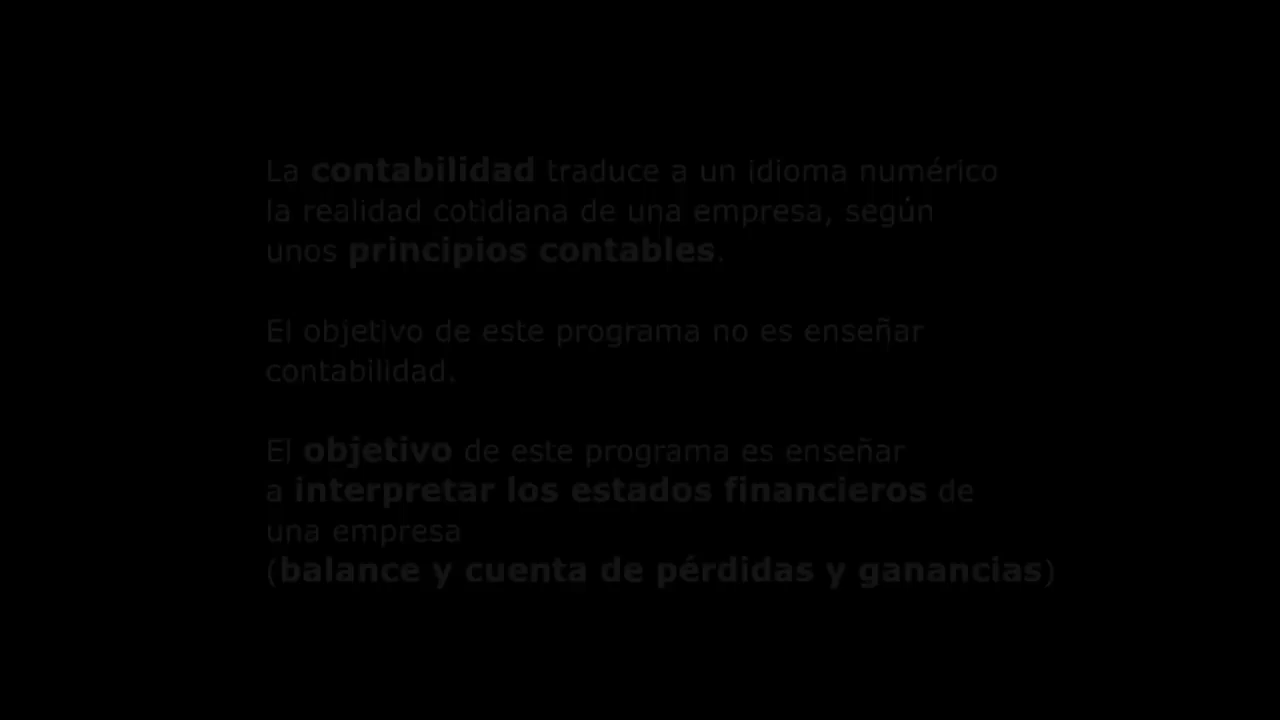 La contabilidad traduce a un idioma numérico
la realidad cotidiana de una empresa, según
unos principios contables.
El objetivo de este programa no es enseñar
contabilidad.
El objetivo de este programa es enseñar
a interpretar los estados financieros de
una empresa
(balance y cuenta de pérdidas y ganancias)